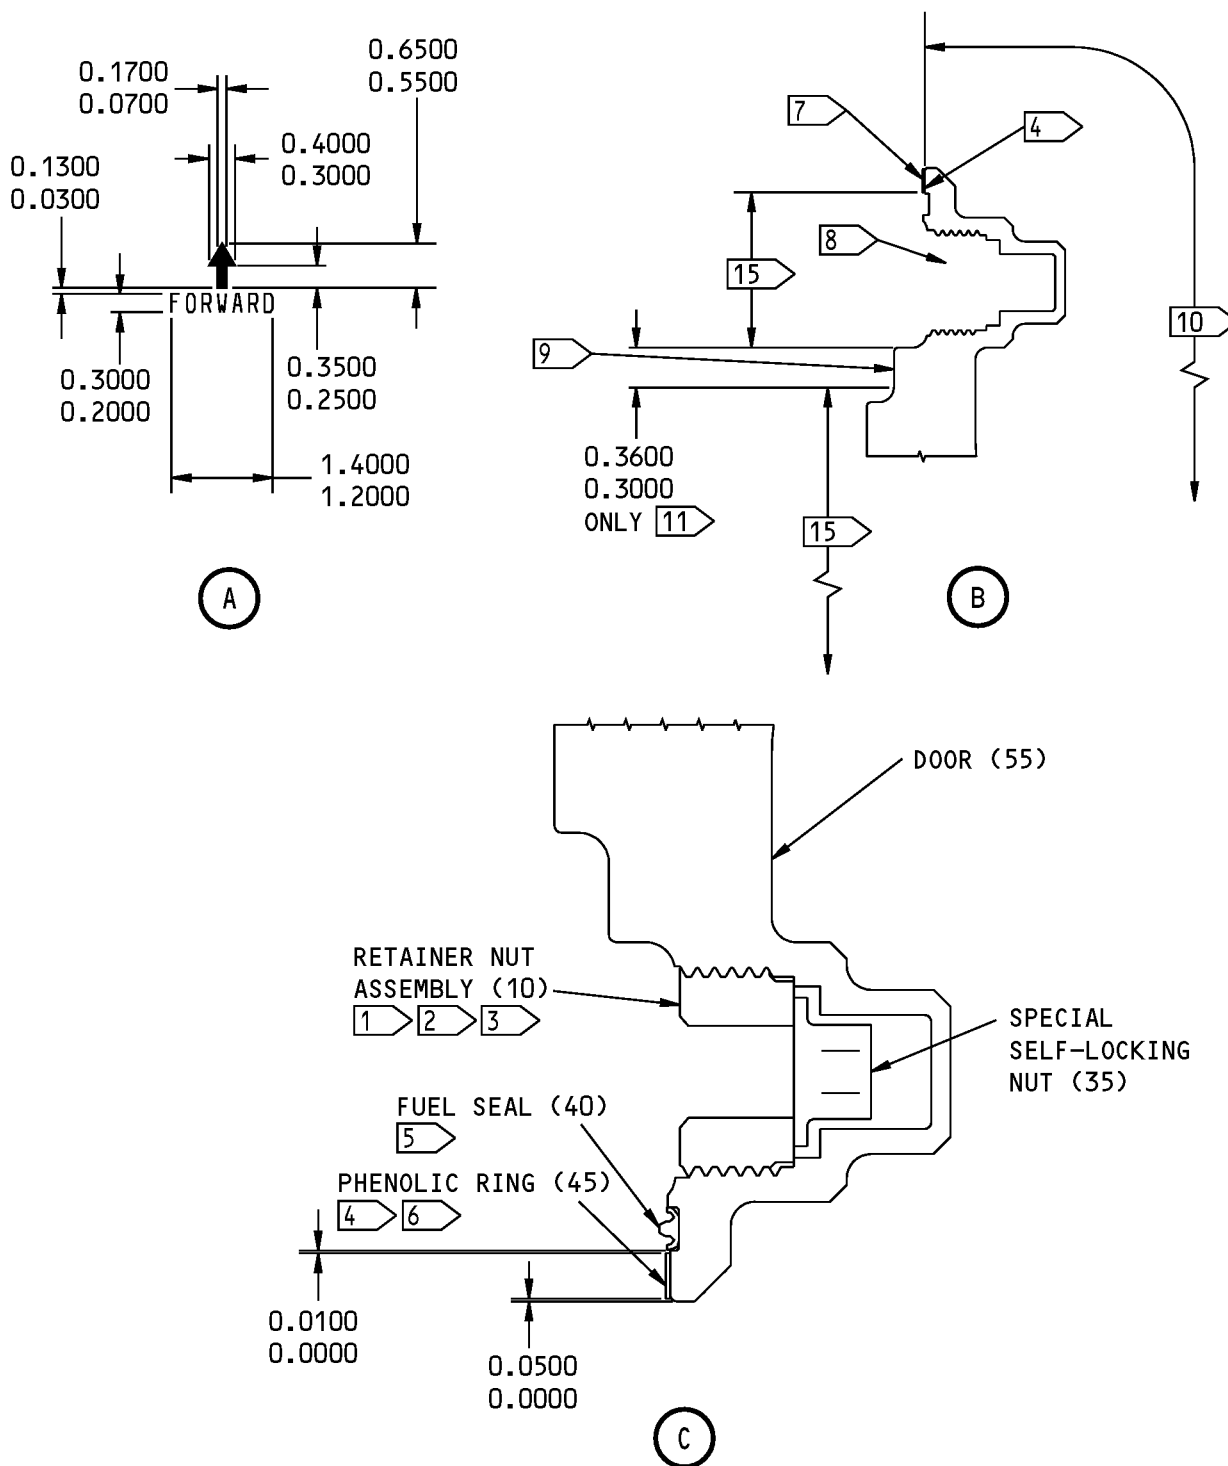 0.1700
0.0700
0.6500
0.5500
0.1300
0.0300
0.4000
0.3000
FORWARD
0.3000
0.2000
0.3500
0.2500
1.4000
1.2000
A
7
4
15
8
10
9
0.3600
0.3000
ONLY 11
15
B
DOOR (55)
RETAINER NUT
ASSEMBLY (10)
1 2 3
SPECIAL
SELF-LOCKING
NUT (35)
FUEL SEAL (40)
5
PHENOLIC RING (45)
4 6
0.0100
0.0000
0.0500
0.0000
C